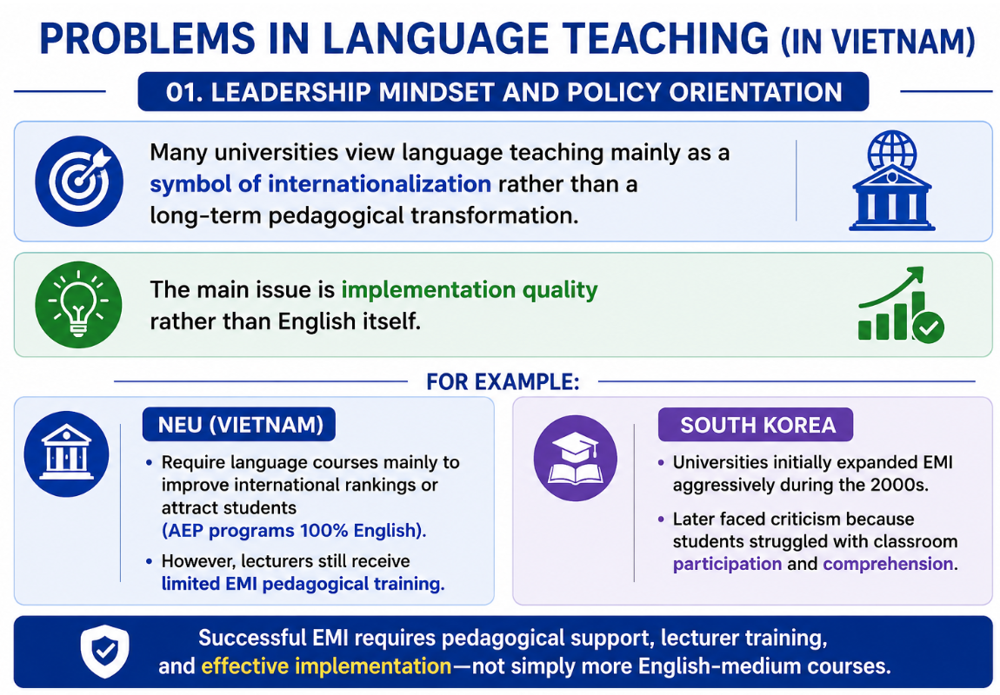 PROBLEMS IN LANGUAGE TEACHING (IN VIETNAM)
01. LEADERSHIP MINDSET AND POLICY ORIENTATION
Many universities view language teaching mainly as a
symbol of internationalization rather than a
long-term pedagogical transformation.
The main issue is implementation quality
rather than English itself.
FOR EXAMPLE:
NEU (VIETNAM)
• Require language courses mainly to
improve international rankings or
attract students
(AEP programs 100% English).
• However, lecturers still receive
limited EMI pedagogical training.
SOUTH KOREA
• Universities initially expanded EMI
aggressively during the 2000s.
• Later faced criticism because
students struggled with classroom
participation and comprehension.
Successful EMI requires pedagogical support, lecturer training,
and effective implementation—not simply more English-medium courses.